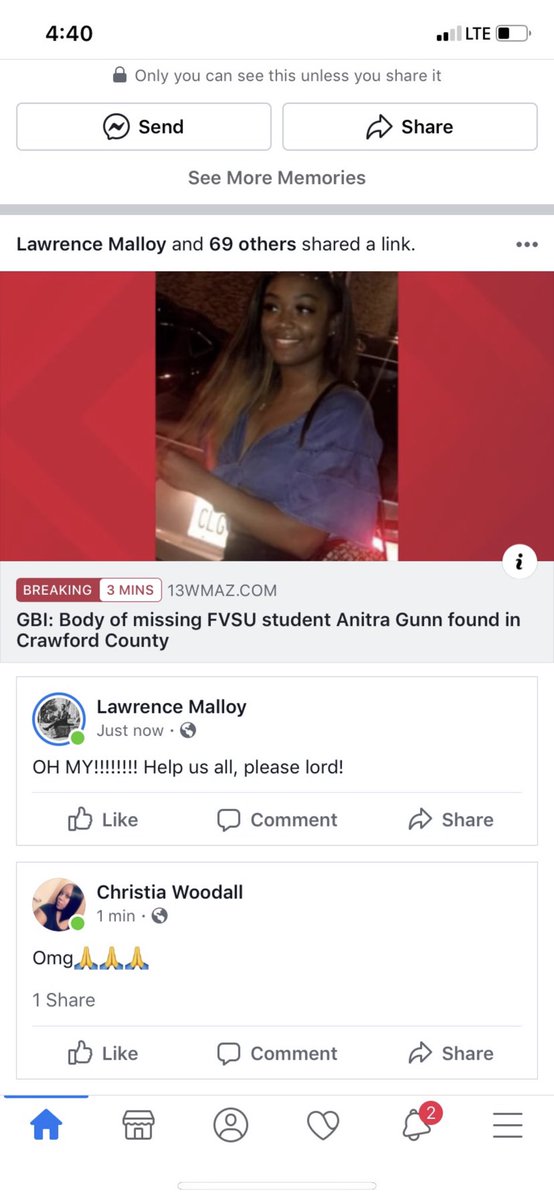 4:40
LTE
Only you can see this unless you share it
Send
Share
See More Memories
Lawrence Malloy and 69 others shared a link.
CLG
BREAKING 3 MINS 13WMAZ.COM
GBI: Body of missing FVSU student Anitra Gunn found in
Crawford County
Lawrence Malloy
Just now ·
OH MY!!!!!!!! Help us all, please lord!
Like
Comment
Share
Christia Woodall
1 min ·
Omg🙏🙏🙏
1 Share
Like
Comment
Share
2